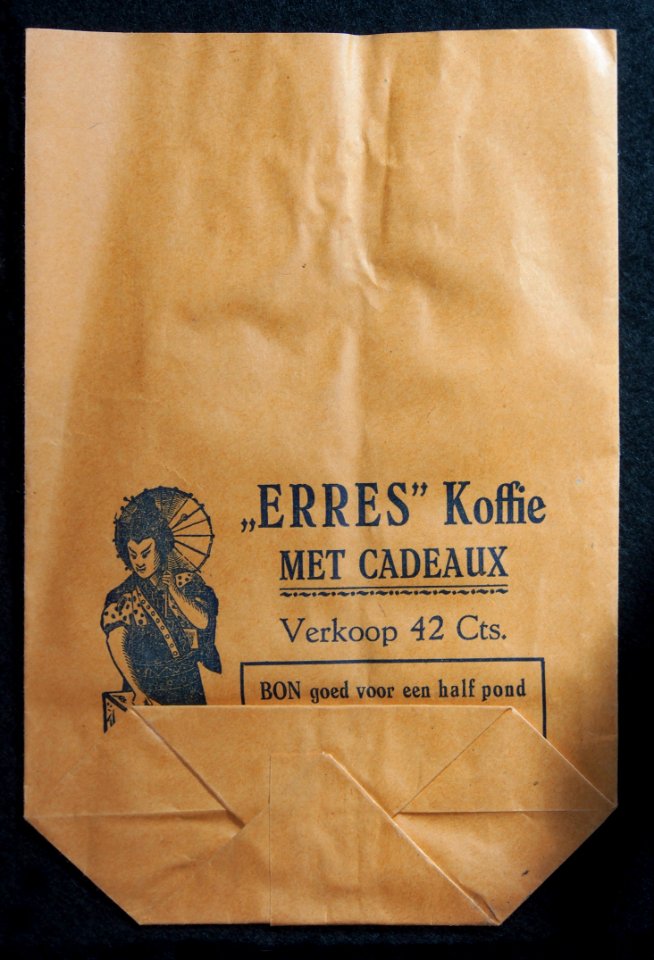 „ERRES” Koffie
MET CADEAUX
Verkoop 42 Cts.
BON goed voor een half pond